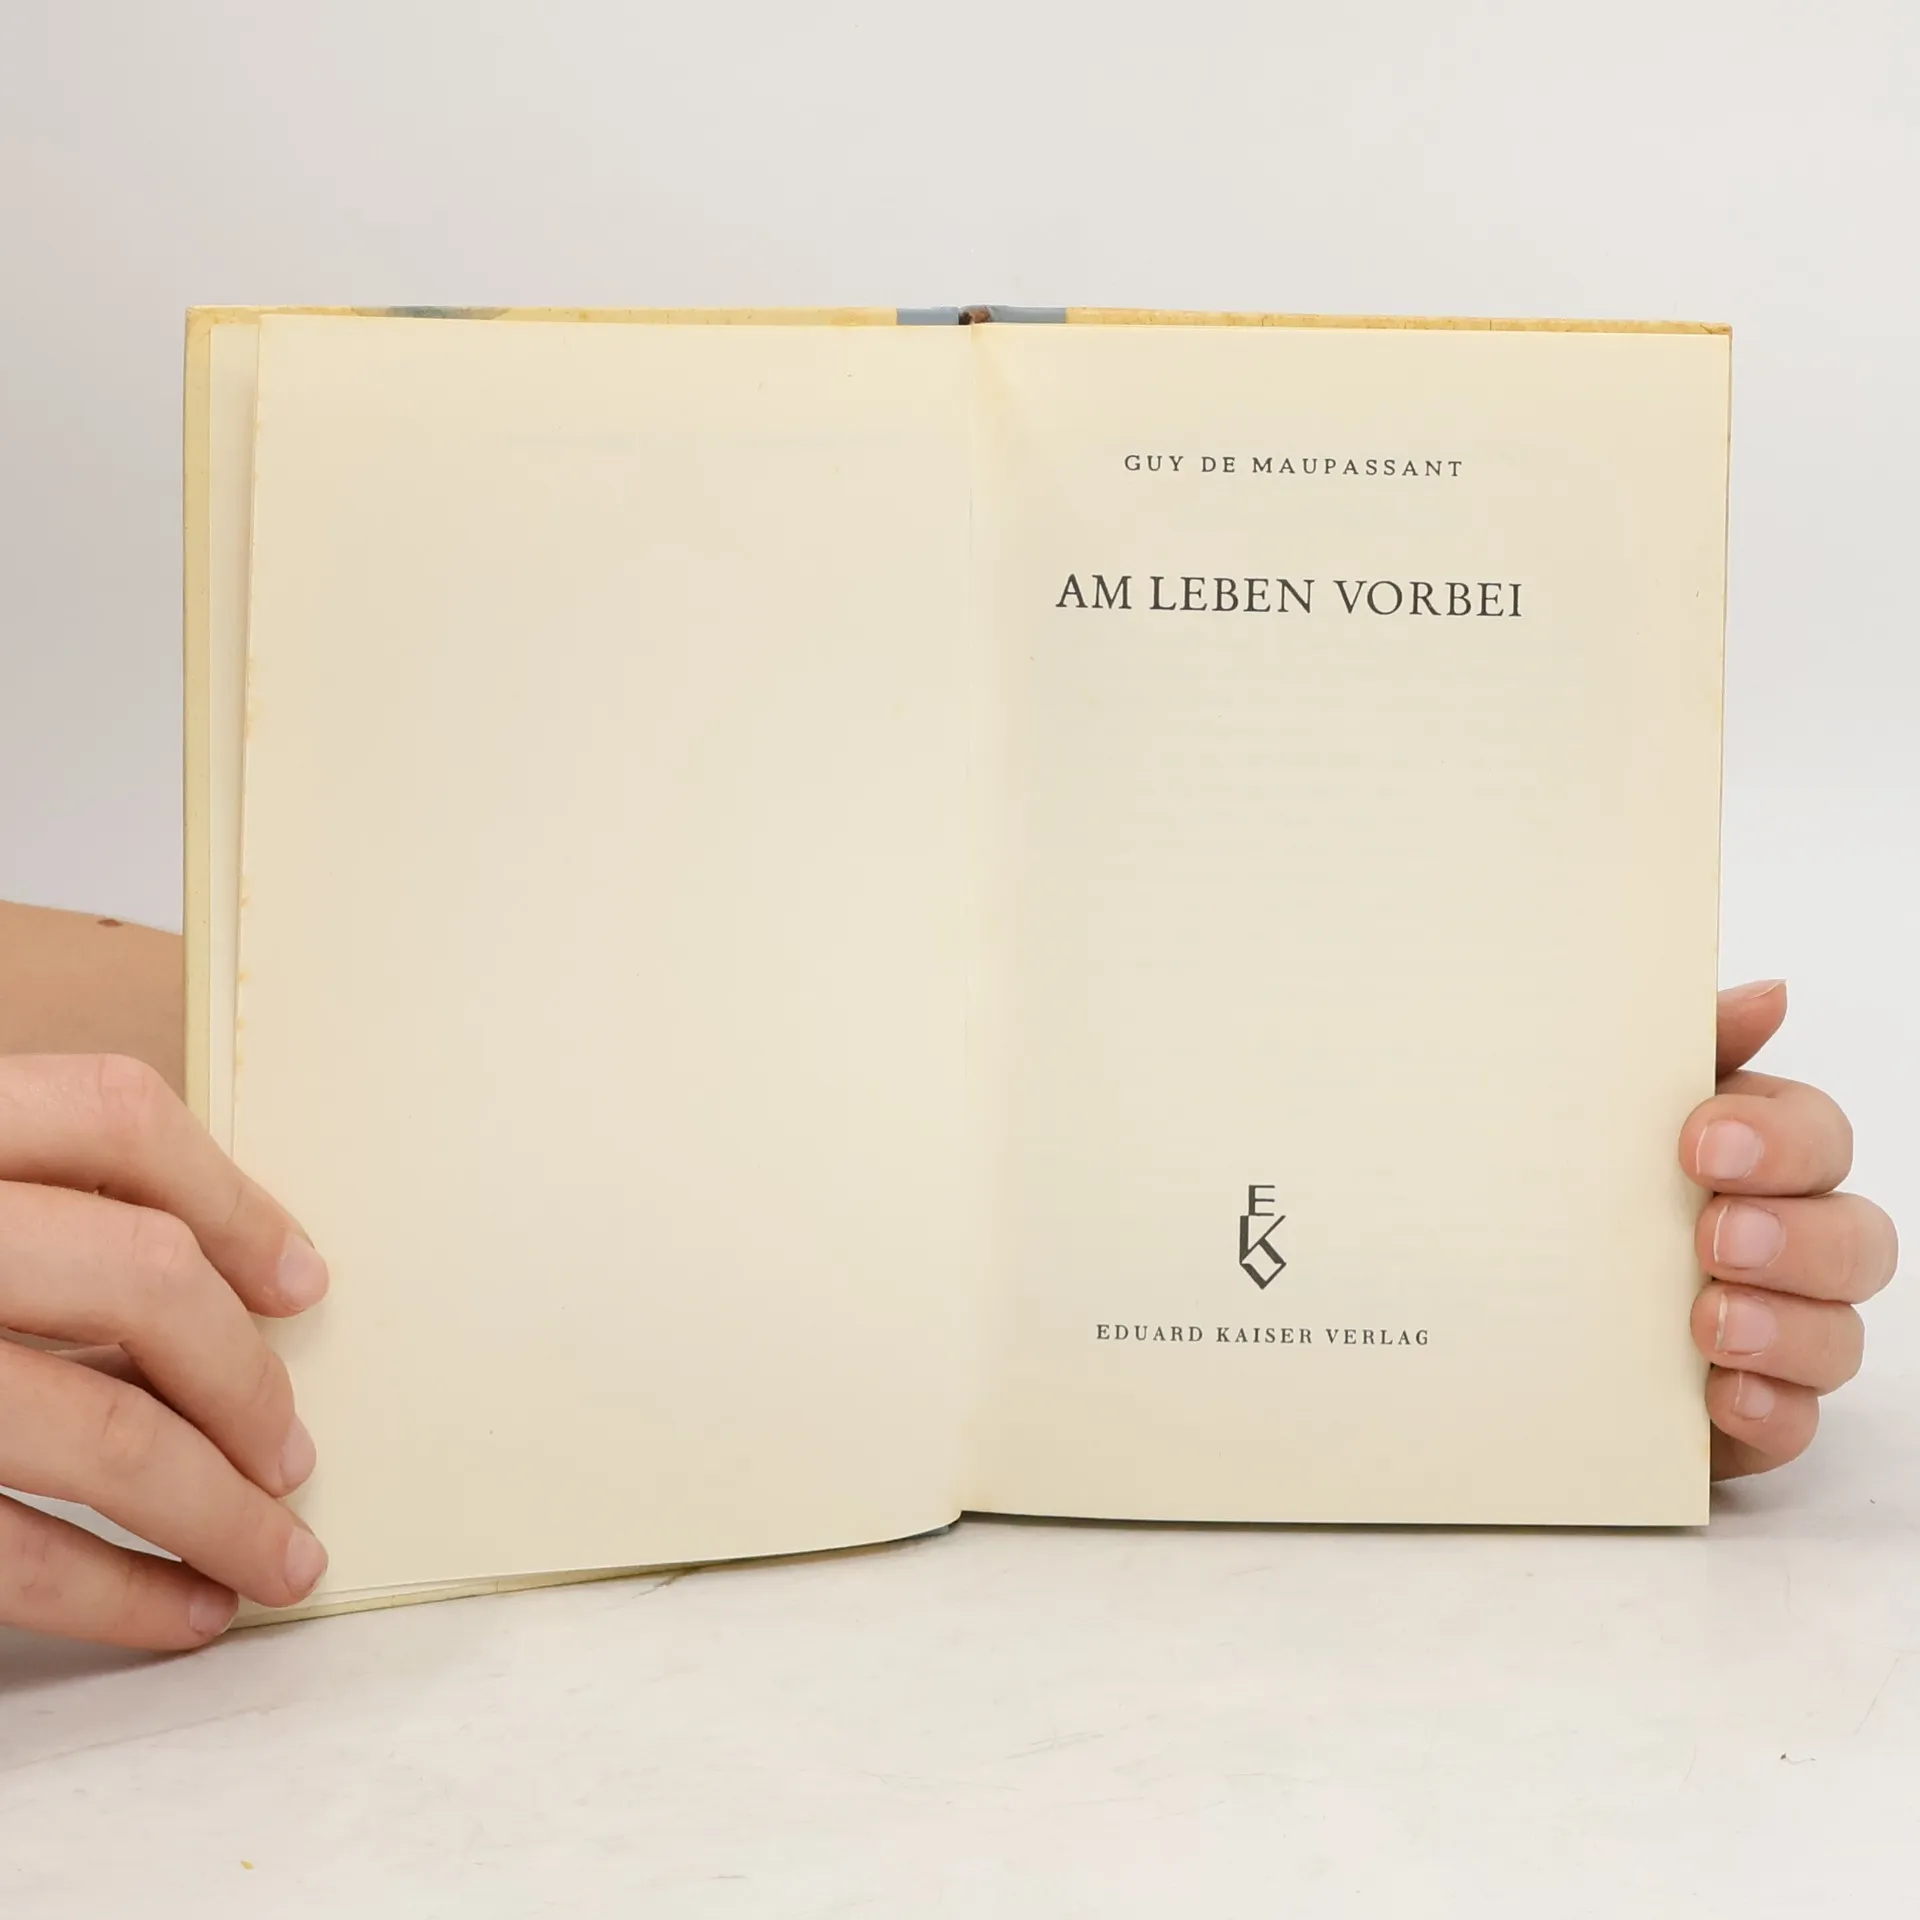 GUY DE MAUPASSANT
AM LEBEN VORBEI
EK
EDUARD KAISER VERLAG